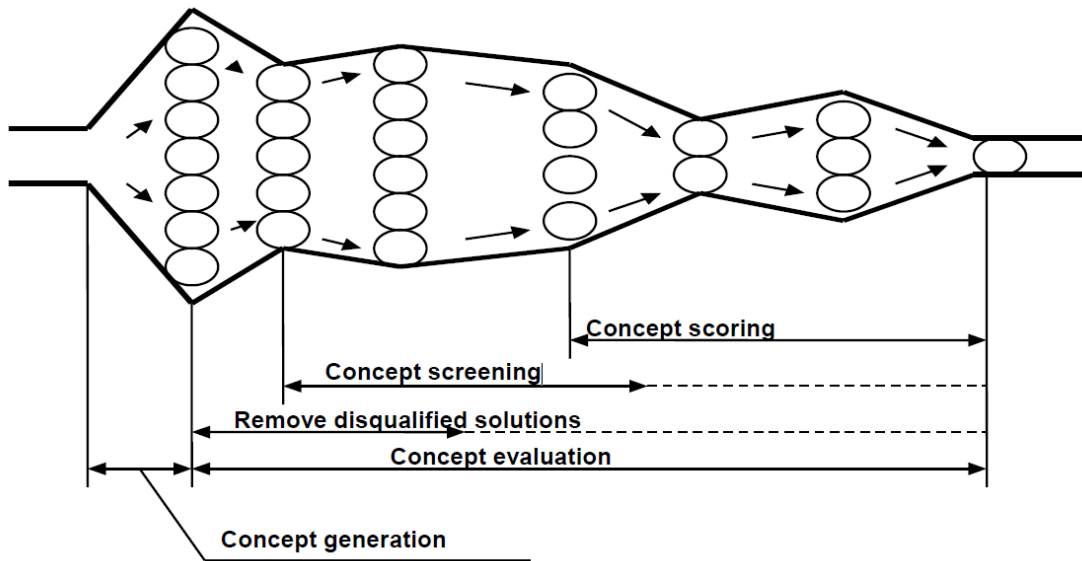 Concept scoring
Concept screening
Remove disqualified solutions
Concept evaluation
Concept generation